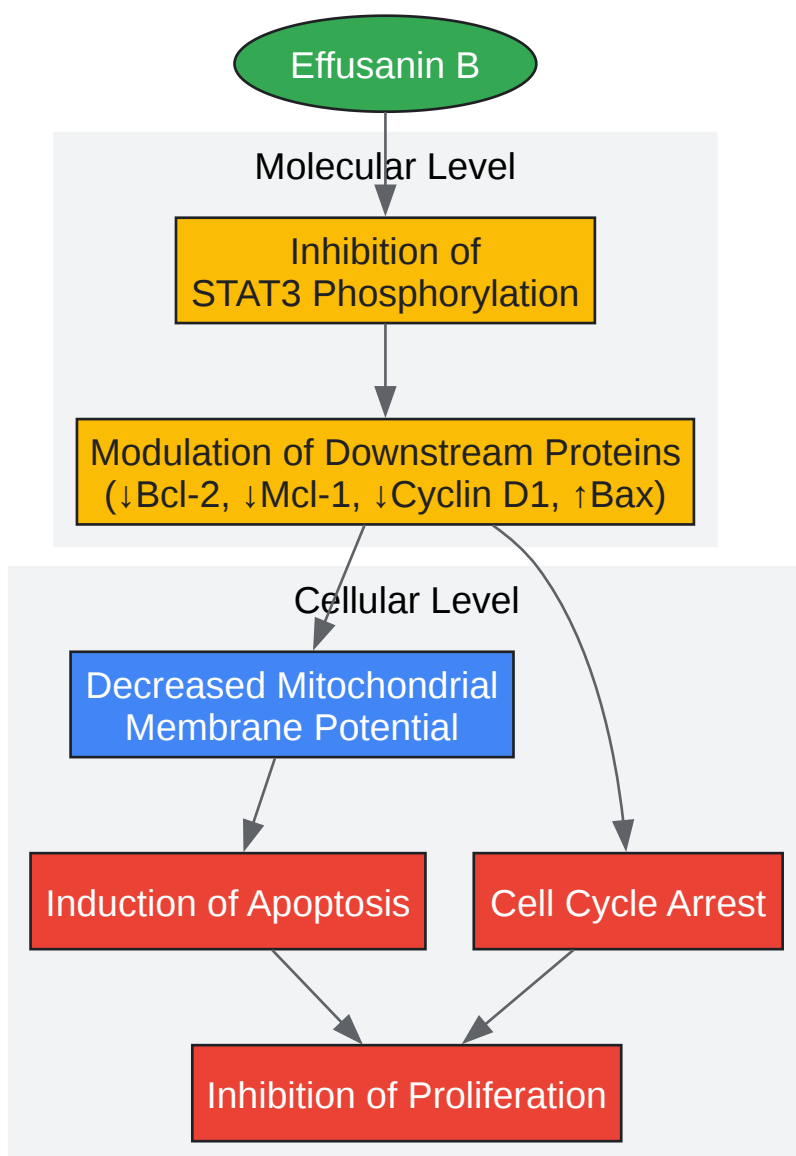 Effusanin B
Molecular Level
Inhibition of
STAT3 Phosphorylation
Modulation of Downstream Proteins
(↓Bcl-2, ↓Mcl-1, ↓Cyclin D1, ↑Bax)
Cellular Level
Decreased Mitochondrial
Membrane Potential
Induction of Apoptosis
Cell Cycle Arrest
Inhibition of Proliferation